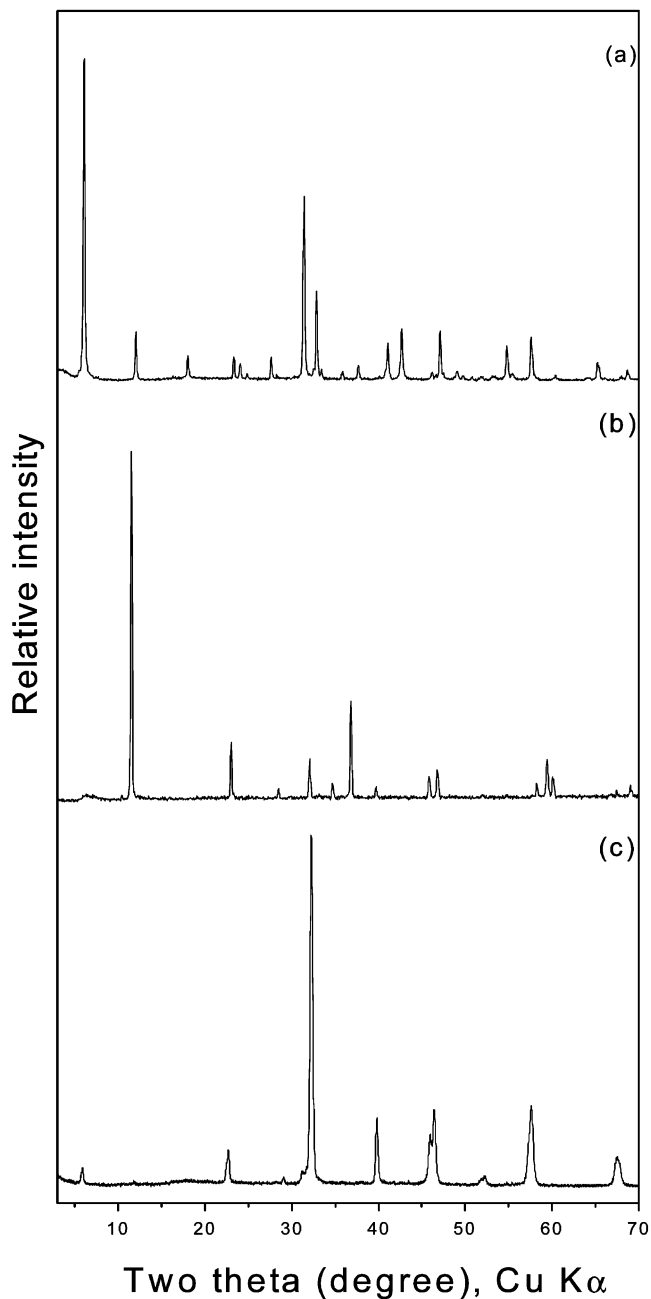 (a)
(b)
(c)
Relative intensity
10 20 30 40 50 60 70
Two theta (degree), Cu Kα